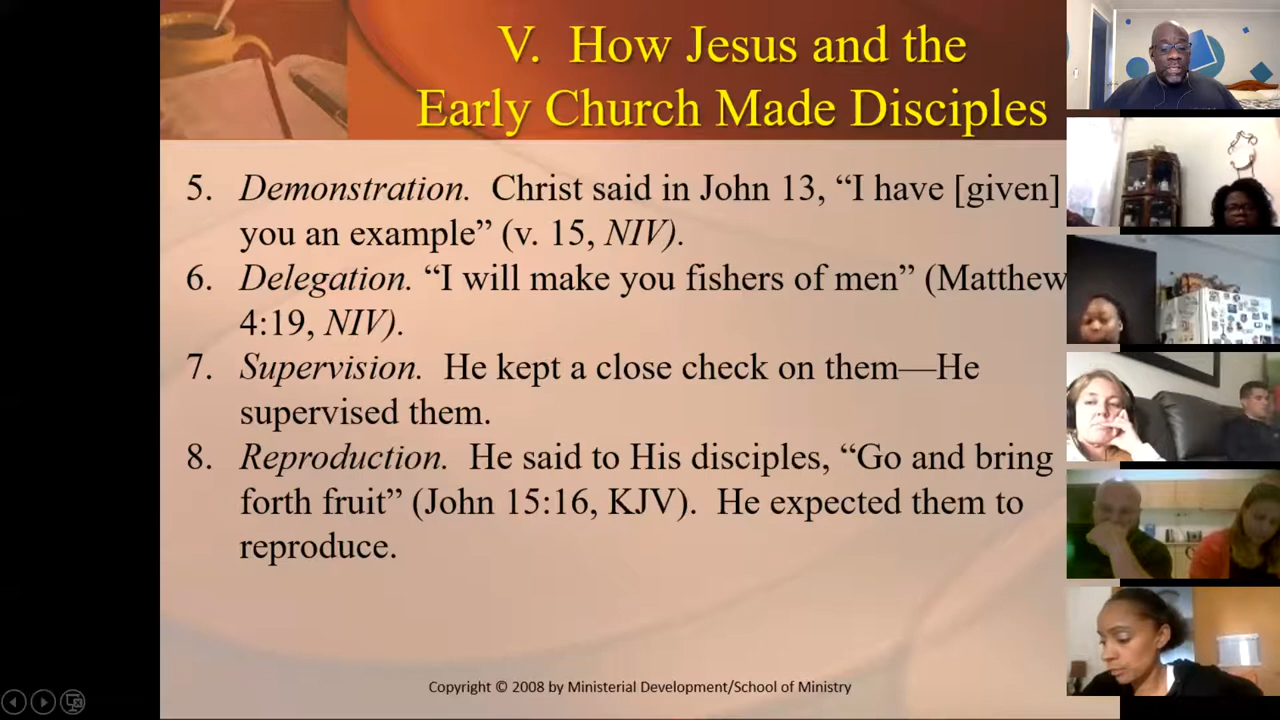 V. How Jesus and the
Early Church Made Disciples
5. Demonstration. Christ said in John 13, “I have [given]
you an example” (v. 15, NIV).
6. Delegation. “I will make you fishers of men” (Matthew
4:19, NIV).
7. Supervision. He kept a close check on them—He
supervised them.
8. Reproduction. He said to His disciples, “Go and bring
forth fruit” (John 15:16, KJV). He expected them to
reproduce.
Copyright © 2008 by Ministerial Development/School of Ministry